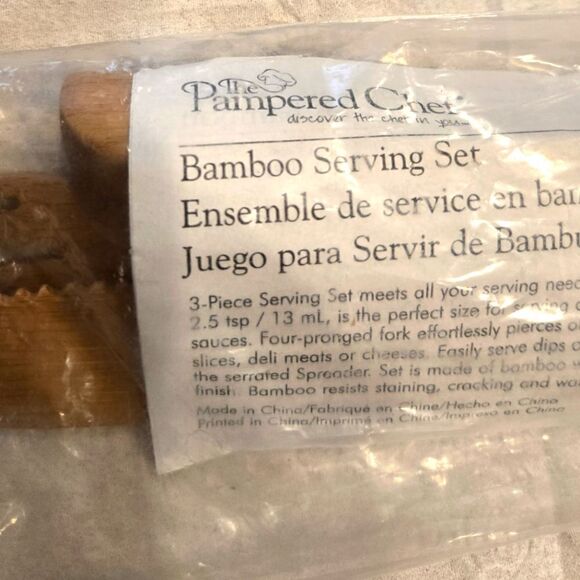 The
Pampered Chef
discover the chef in you...
Bamboo Serving Set
Ensemble de service en bam
Juego para Servir de Bambú
3-Piece Serving Set meets all your serving need
2.5 tsp / 13 mL, is the perfect size for serving
sauces. Four-pronged fork effortlessly pierces
slices, deli meats or cheeses. Easily serve dips
the serrated Spreader. Set is made of bamboo
finish. Bamboo resists staining, cracking and
Made in China/Fabriqué en Chine/Hecho en China
Printed in China/Imprimé en Chine/Impreso en China